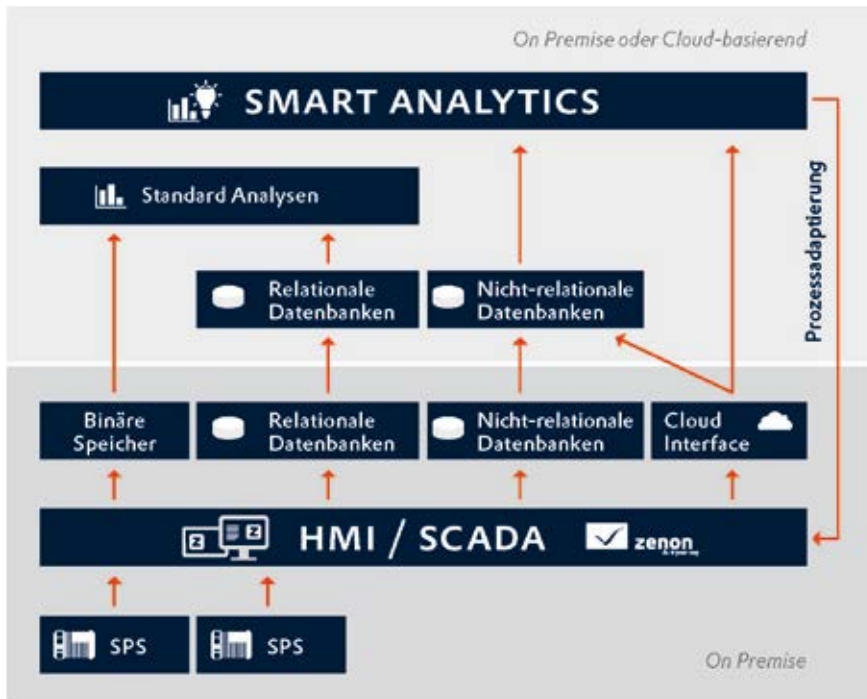 On Premise oder Cloud-basierend
SMART ANALYTICS
Standard Analysen
Prozessadaptierung
Relationale
Datenbanken
Nicht-relationale
Datenbanken
Binäre
Speicher
Relationale
Datenbanken
Nicht-relationale
Datenbanken
Cloud
Interface
HMI / SCADA
zenon
SPS
SPS
On Premise